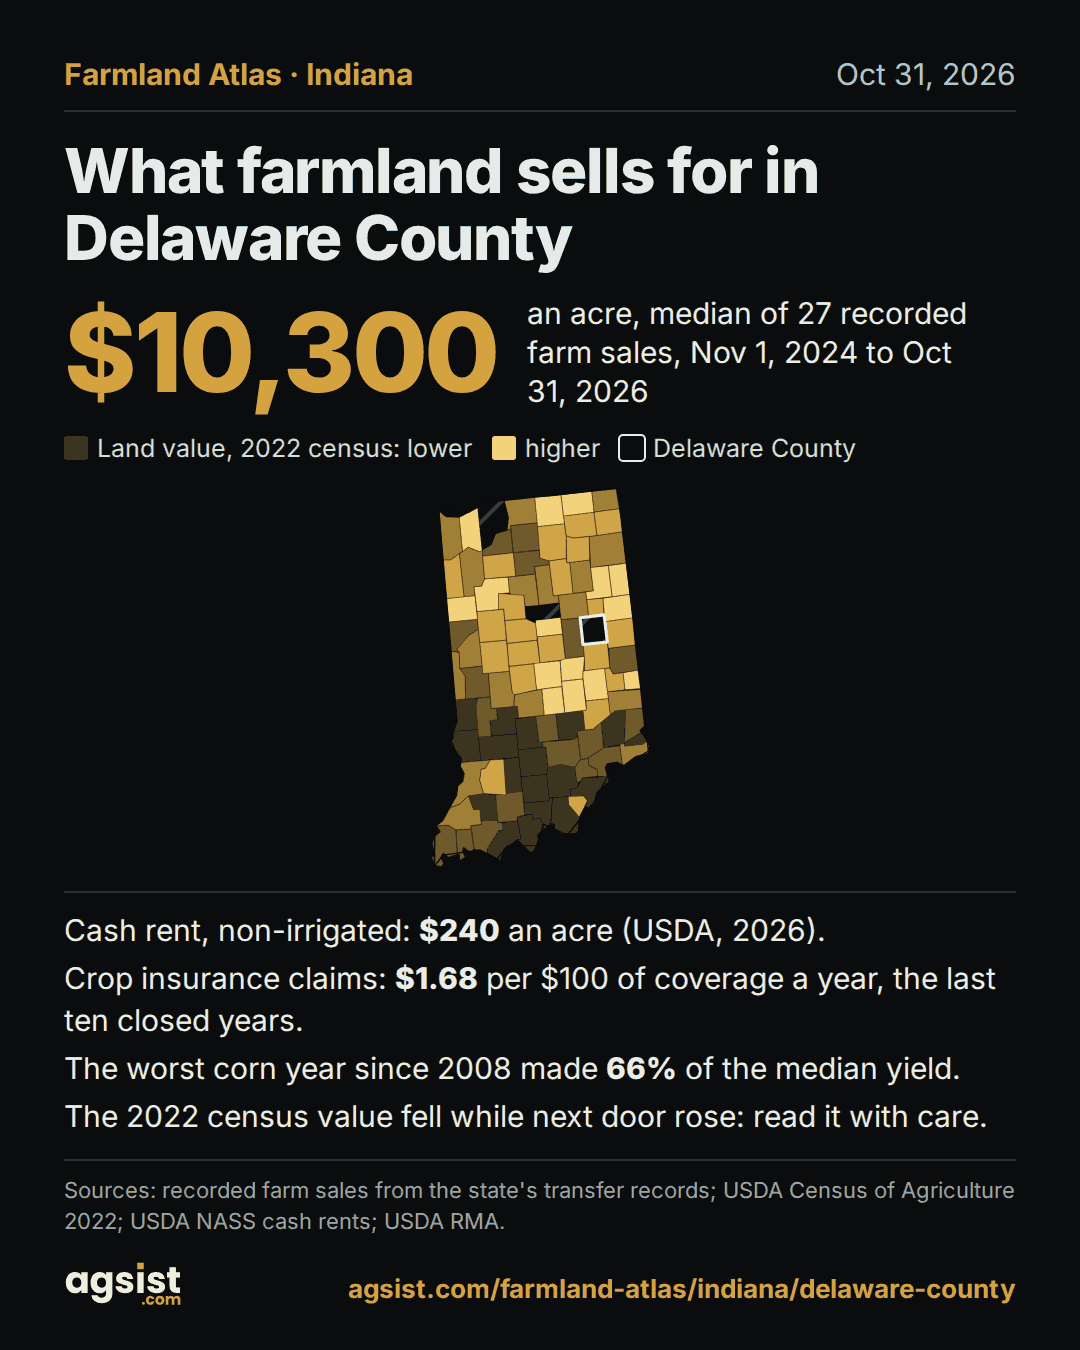 Farmland Atlas · Indiana
Oct 31, 2026
What farmland sells for in
Delaware County
$10,300
an acre, median of 27 recorded
farm sales, Nov 1, 2024 to Oct
31, 2026
Land value, 2022 census: lower
higher
Delaware County
Cash rent, non-irrigated: $240 an acre (USDA, 2026).
Crop insurance claims: $1.68 per $100 of coverage a year, the last
ten closed years.
The worst corn year since 2008 made 66% of the median yield.
The 2022 census value fell while next door rose: read it with care.
Sources: recorded farm sales from the state's transfer records; USDA Census of Agriculture
2022; USDA NASS cash rents; USDA RMA.
agsist
.com
agsist.com/farmland-atlas/indiana/delaware-county